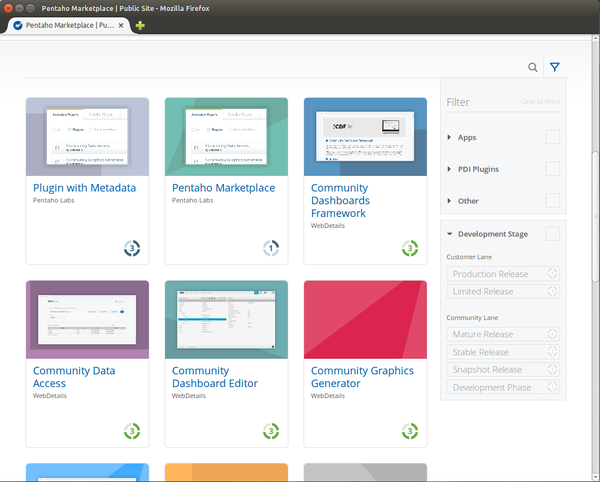 Pentaho Marketplace | Public Site - Mozilla Firefox
Pentaho Marketplace | Pu...
Filter
Clear all filters
Apps
PDI Plugins
Other
Development Stage
Customer Lane
Production Release
Limited Release
Community Lane
Mature Release
Stable Release
Snapshot Release
Development Phase
Plugin with Metadata
Pentaho Labs
3
Pentaho Marketplace
Pentaho Labs
1
CDF
Community
Dashboards
Framework
WebDetails
3
Community Data
Access
WebDetails
3
Community
Dashboard Editor
WebDetails
3
Community Graphics
Generator
WebDetails
3